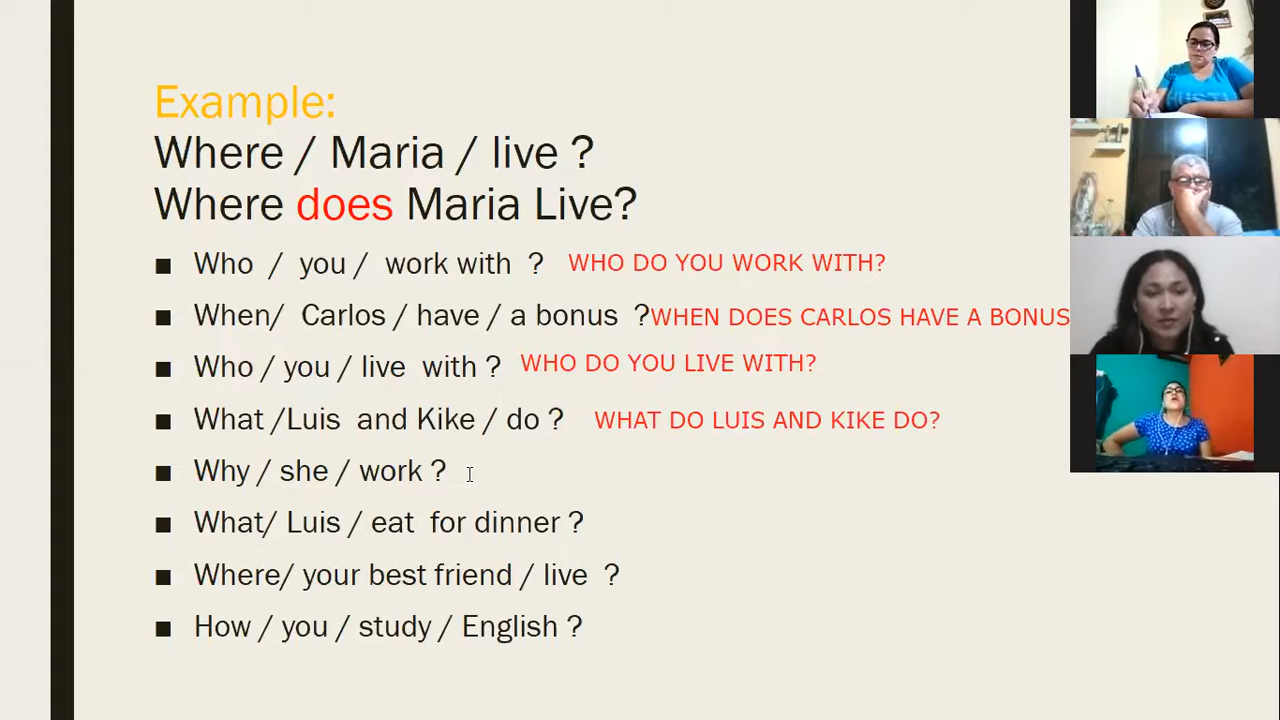 Example:
Where / Maria / live ?
Where does Maria Live?
■ Who / you / work with ? WHO DO YOU WORK WITH?
■ When/ Carlos / have / a bonus ?WHEN DOES CARLOS HAVE A BONUS
■ Who / you / live with ? WHO DO YOU LIVE WITH?
■ What /Luis and Kike / do ? WHAT DO LUIS AND KIKE DO?
■ Why / she / work ?
■ What/ Luis / eat for dinner ?
■ Where/ your best friend / live ?
■ How / you / study / English ?